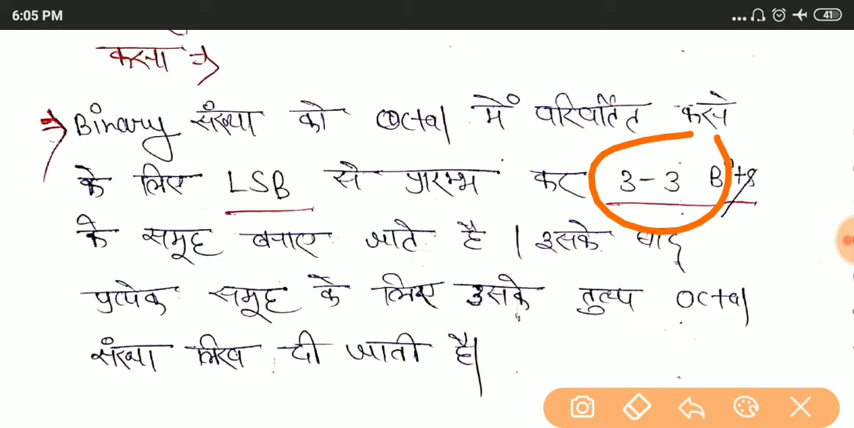 6:05 PM
41
करना ⇒
⇒ Binary संख्या को Octal में परिवर्तित करने
के लिए LSB से प्रारम्भ कर 3-3 Bits
के समूह बनाए जाते है | उसके बाद
प्रत्येक समूह के लिए उसके तुल्य octal
संख्या लिख दी जाती है|